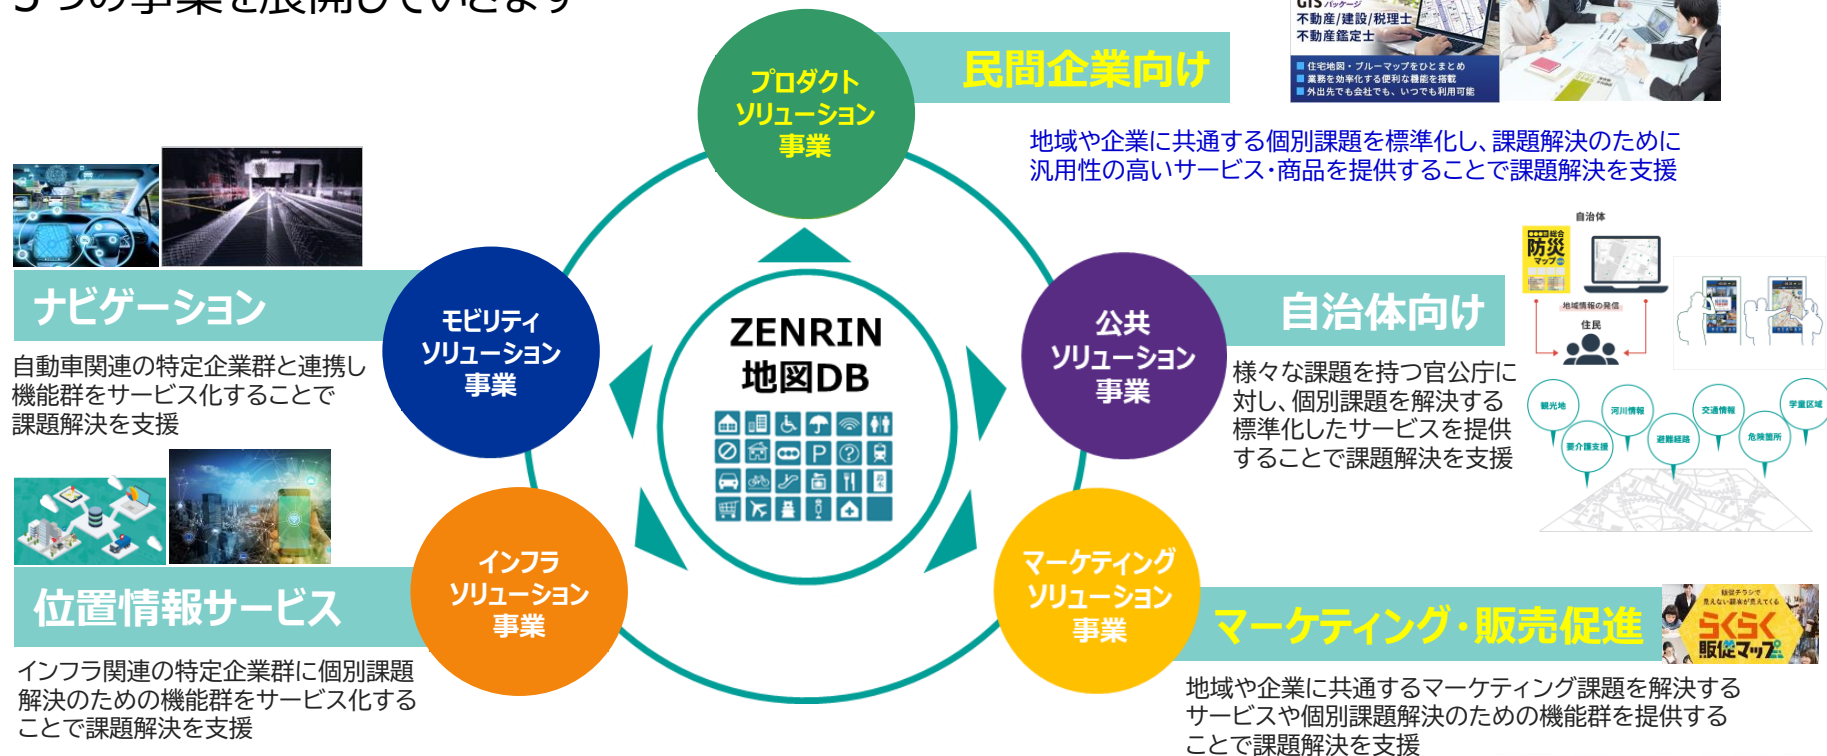 5つの事業を展開していきます
GISパッケージ
不動産/建設/税理士
不動産鑑定士
住宅地図・ブルーマップをひとまとめ
業務を効率化する便利な機能を搭載
外出先でも会社でも、いつでも利用可能
プロダクト
ソリューション
事業
民間企業向け
地域や企業に共通する個別課題を標準化し、課題解決のために
汎用性の高いサービス・商品を提供することで課題解決を支援
ナビゲーション
自動車関連の特定企業群と連携し
機能群をサービス化することで
課題解決を支援
モビリティ
ソリューション
事業
ZENRIN
地図DB
P
?
公共
ソリューション
事業
自治体向け
様々な課題を持つ官公庁に
対し、個別課題を解決する
標準化したサービスを提供
することで課題解決を支援
自治体
総合
防災
マップ
地域情報の発信
住民
観光地
河川情報
交通情報
学童区域
要介護支援
避難経路
危険箇所
位置情報サービス
インフラ関連の特定企業群に個別課題
解決のための機能群をサービス化する
ことで課題解決を支援
インフラ
ソリューション
事業
マーケティング
ソリューション
事業
マーケティング・販売促進
販促チラシで
見えない顧客が見えてくる
らくらく
販促マップ
地域や企業に共通するマーケティング課題を解決する
サービスや個別課題解決のための機能群を提供する
ことで課題解決を支援